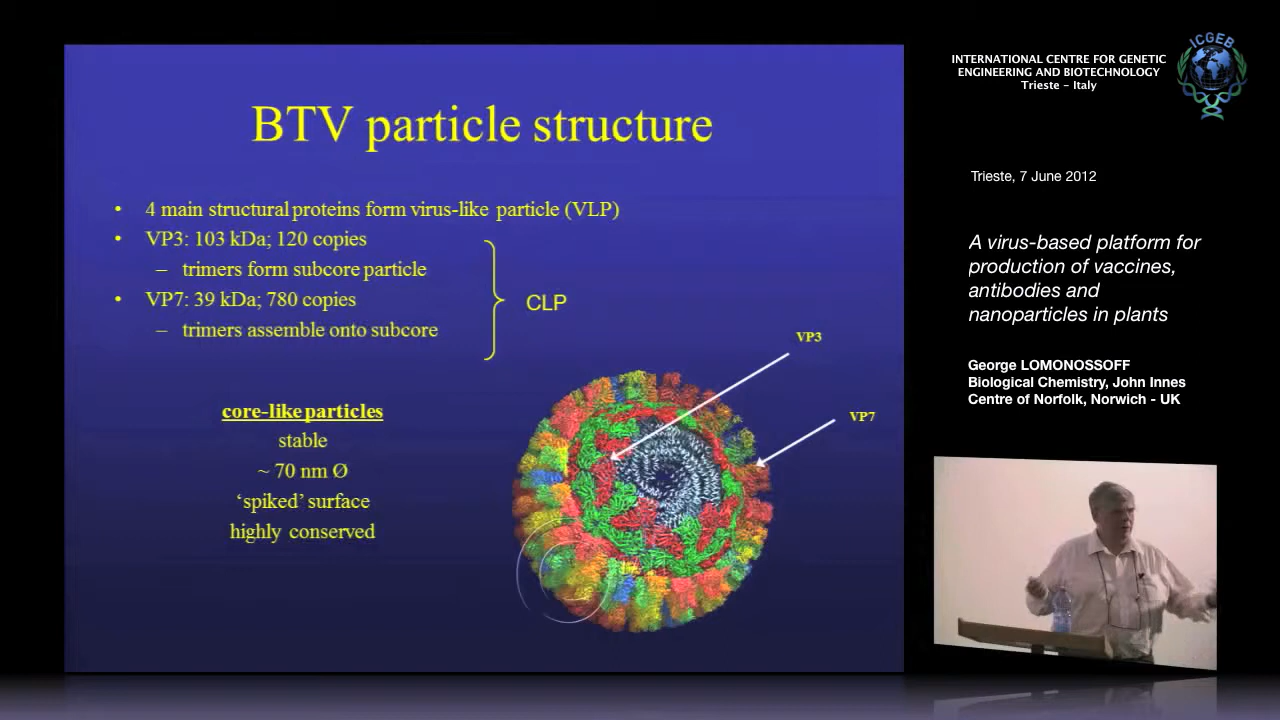 BTV particle structure
• 4 main structural proteins form virus-like particle (VLP)
• VP3: 103 kDa; 120 copies
– trimers form subcore particle
• VP7: 39 kDa; 780 copies
– trimers assemble onto subcore
CLP
VP3
VP7
core-like particles
stable
~ 70 nm Ø
‘spiked’ surface
highly conserved
INTERNATIONAL CENTRE FOR GENETIC
ENGINEERING AND BIOTECHNOLOGY
Trieste – Italy
ICGEB
Trieste, 7 June 2012
A virus-based platform for
production of vaccines,
antibodies and
nanoparticles in plants
George LOMONOSSOFF
Biological Chemistry, John Innes
Centre of Norfolk, Norwich - UK